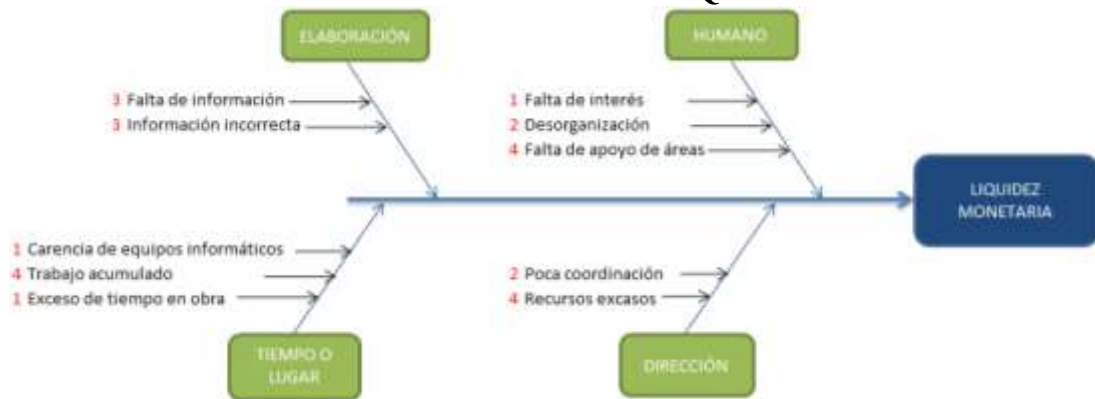 ELABORACIÓN
HUMANO
3 Falta de información
3 Información incorrecta
1 Falta de interés
2 Desorganización
4 Falta de apoyo de áreas
LIQUIDEZ
MONETARIA
1 Carencia de equipos informáticos
4 Trabajo acumulado
1 Exceso de tiempo en obra
2 Poca coordinación
4 Recursos excasos
TIEMPO O
LUGAR
DIRECCIÓN